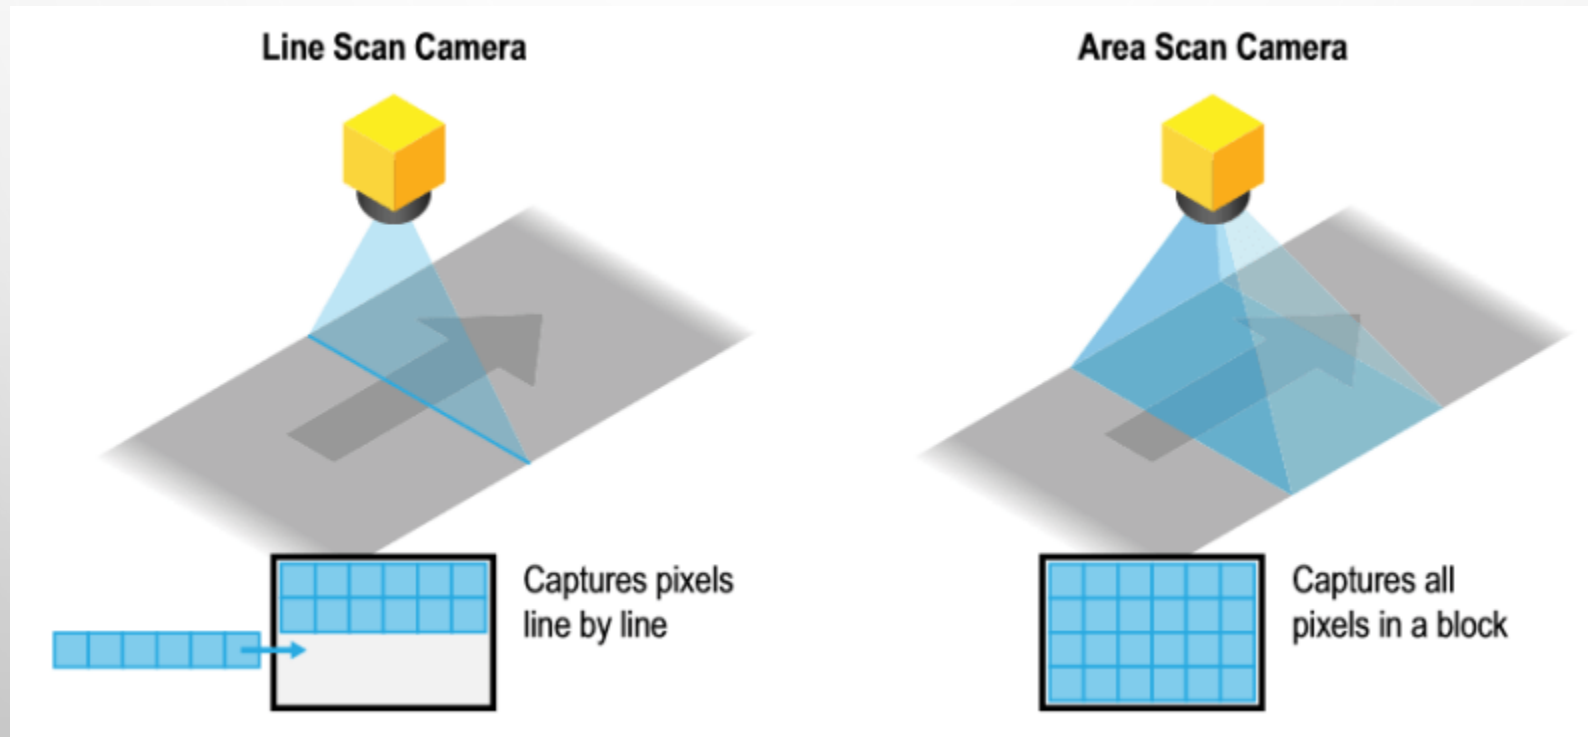 Line Scan Camera
Area Scan Camera
Captures pixels
line by line
Captures all
pixels in a block